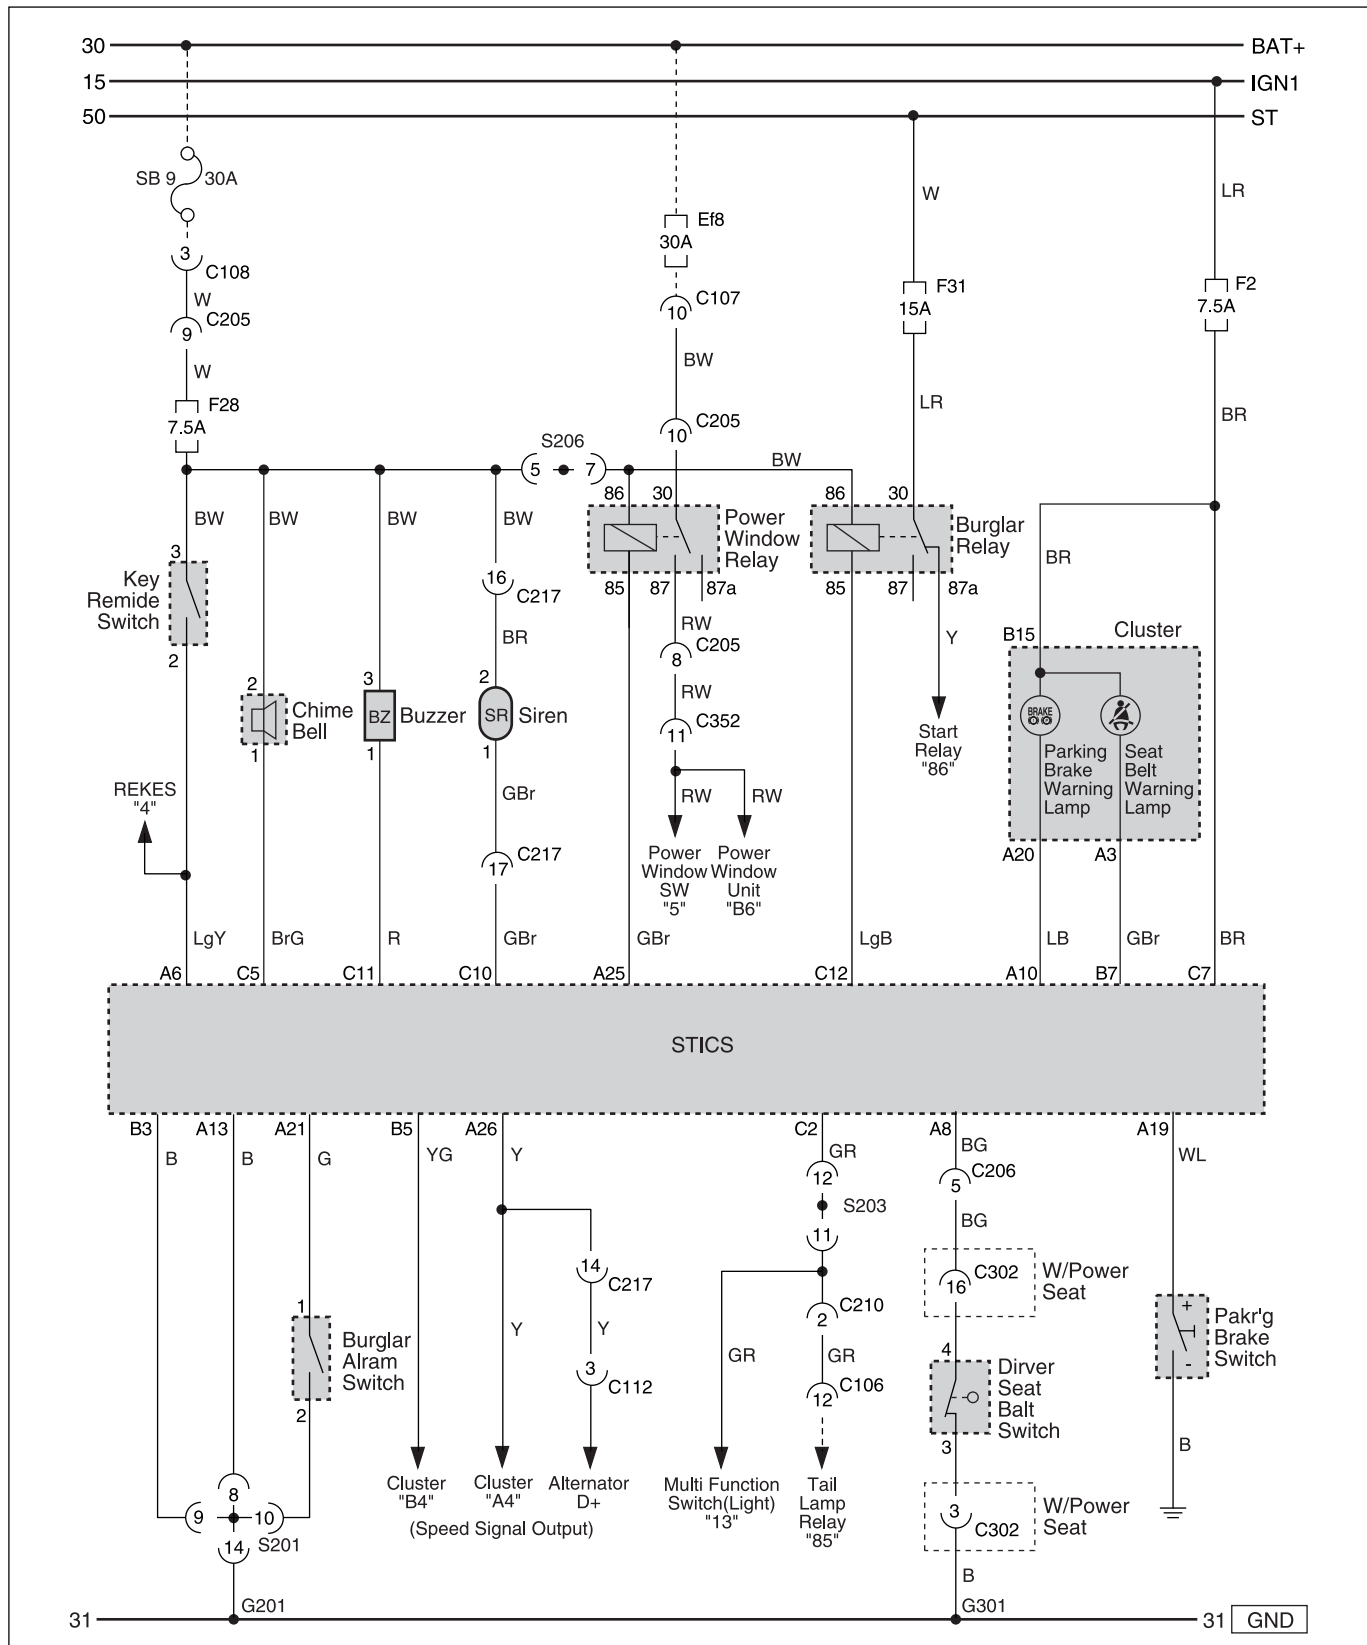 30
BAT+
15
IGN1
50
ST
SB 9
30A
W
LR
Ef8
30A
3
C108
W
C205
9
C107
10
F31
15A
F2
7.5A
W
BW
F28
7.5A
LR
BR
C205
10
S206
5
7
BW
BW
BW
BW
BW
86
30
86
30
Power
Window
Relay
Burglar
Relay
BR
3
Key
Remide
Switch
16
C217
85
87
87a
85
87
87a
2
BR
RW
C205
8
Y
B15
Cluster
2
3
2
RW
Chime
Bell
BZ
Buzzer
SR
Siren
C352
11
BRAKE
1
1
1
Start
Relay
"86"
Parking
Brake
Warning
Lamp
Seat
Belt
Warning
Lamp
REKES
"4"
GBr
RW
RW
C217
17
Power
Window
SW
"5"
Power
Window
Unit
"B6"
A20
A3
LgY
BrG
R
GBr
GBr
LgB
LB
GBr
BR
A6
C5
C11
C10
A25
C12
A10
B7
C7
STICS
B3
A13
A21
B5
A26
C2
A8
A19
B
B
G
YG
Y
GR
BG
WL
12
C206
5
S203
11
BG
14
C217
C302
16
W/Power
Seat
1
C210
2
Burglar
Alram
Switch
Y
Y
GR
GR
4
+
Pakr'g
Brake
Switch
-
3
C112
C106
12
Dirver
Seat
Balt
Switch
2
3
B
8
Cluster
"B4"
Cluster
"A4"
Alternator
D+
Multi Function
Switch(Light)
"13"
Tail
Lamp
Relay
"85"
(Speed Signal Output)
9
10
S201
14
3
C302
W/Power
Seat
B
31
G201
G301
31
GND